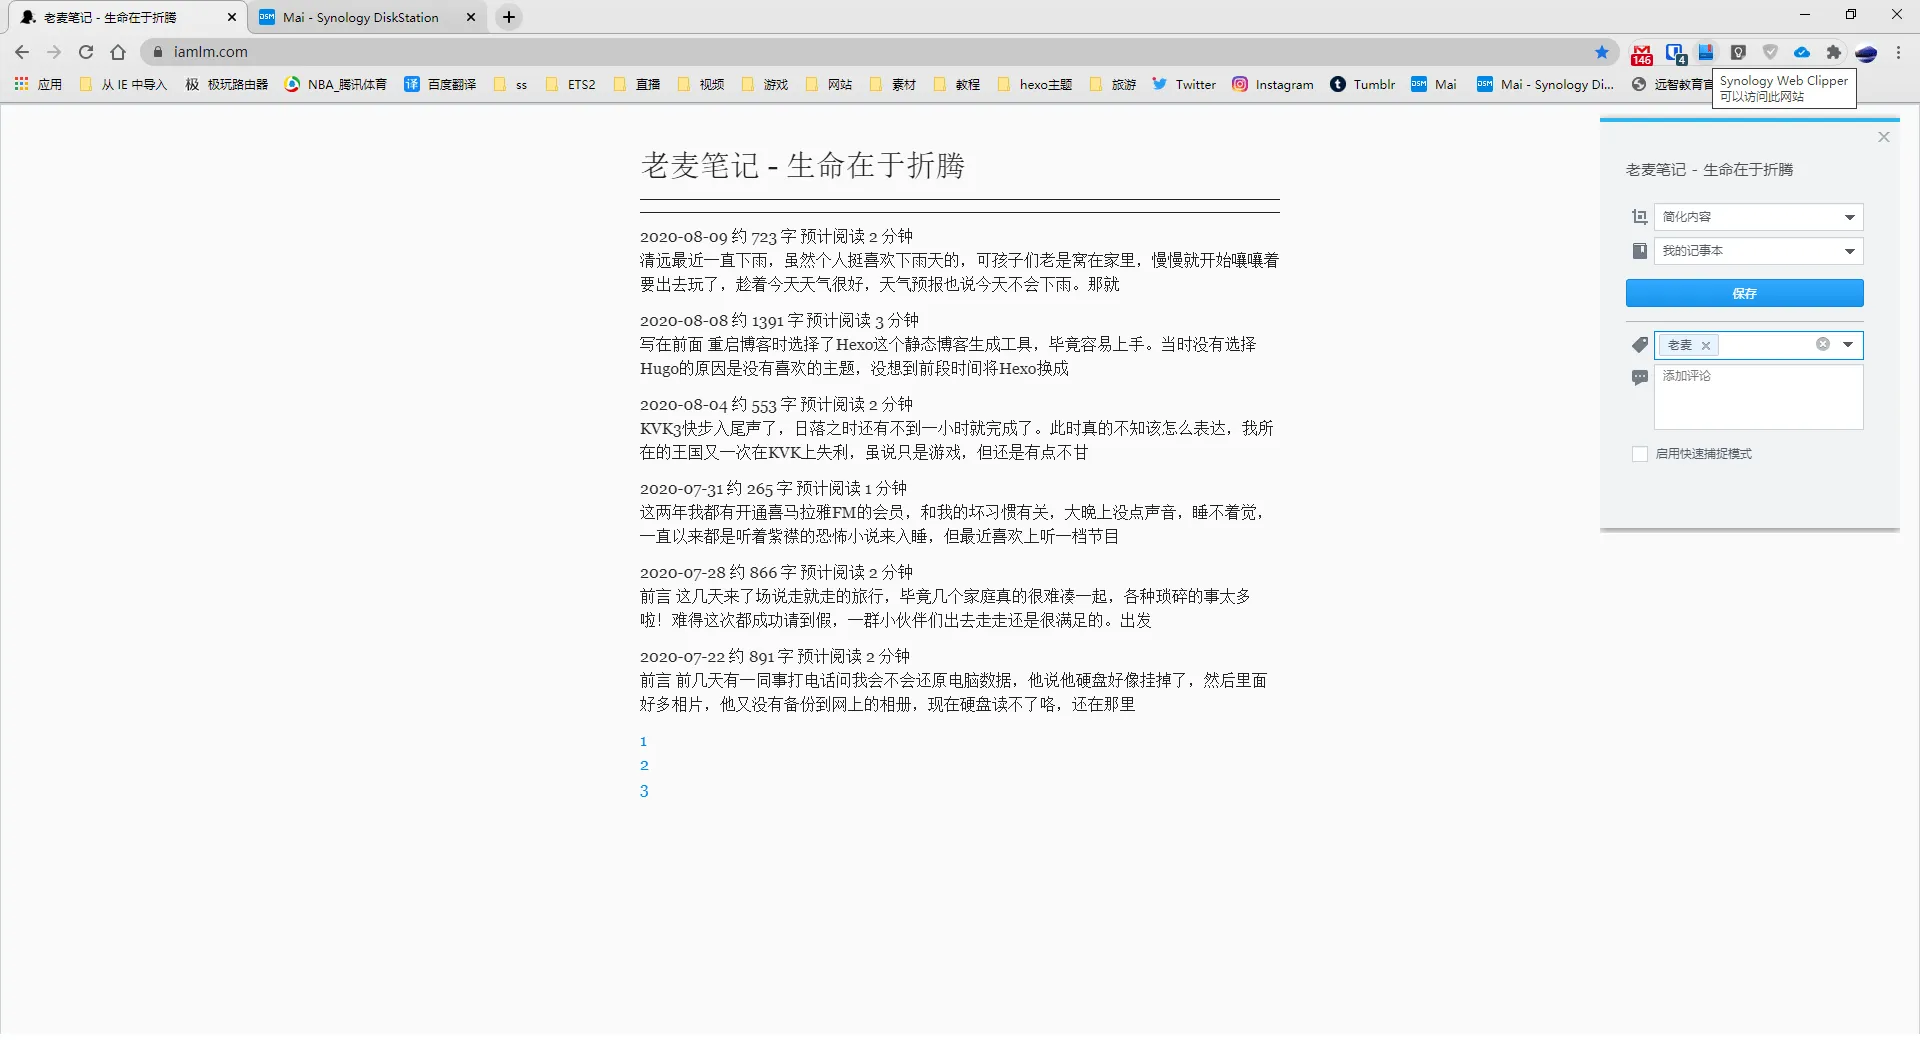 老麦笔记 - 生命在于折腾
Mai - Synology DiskStation
iamlm.com
146
4
应用
从 IE 中导入
极 极玩路由器
NBA_腾讯体育
译 百度翻译
ss
ETS2
直播
视频
游戏
网站
素材
教程
hexo主题
旅游
Twitter
Instagram
Tumblr
DSM Mai
DSM Mai - Synology Di...
远智教育官
Synology Web Clipper
可以访问此网站
老麦笔记 - 生命在于折腾
2020-08-09 约 723 字 预计阅读 2 分钟
清远最近一直下雨，虽然个人挺喜欢下雨天的，可孩子们老是窝在家里，慢慢就开始嚷嚷着
要出去玩了，趁着今天天气很好，天气预报也说今天不会下雨。那就
2020-08-08 约 1391 字 预计阅读 3 分钟
写在前面 重启博客时选择了Hexo这个静态博客生成工具，毕竟容易上手。当时没有选择
Hugo的原因是没有喜欢的主题，没想到前段时间将Hexo换成
2020-08-04 约 553 字 预计阅读 2 分钟
KVK3快步入尾声了，日落之时还有不到一小时就完成了。此时真的不知该怎么表达，我所
在的王国又一次在KVK上失利，虽说只是游戏，但还是有点不甘
2020-07-31 约 265 字 预计阅读 1 分钟
这两年我都有开通喜马拉雅FM的会员，和我的坏习惯有关，大晚上没点声音，睡不着觉，
一直以来都是听着紫襟的恐怖小说来入睡，但最近喜欢上听一档节目
2020-07-28 约 866 字 预计阅读 2 分钟
前言 这几天来了场说走就走的旅行，毕竟几个家庭真的很难凑一起，各种琐碎的事太多
啦！难得这次都成功请到假，一群小伙伴们出去走走还是很满足的。出发
2020-07-22 约 891 字 预计阅读 2 分钟
前言 前几天有一同事打电话问我会不会还原电脑数据，他说他硬盘好像挂掉了，然后里面
好多相片，他又没有备份到网上的相册，现在硬盘读不了咯，还在那里
1
2
3
老麦笔记 - 生命在于折腾
简化内容
我的记事本
保存
老麦
添加评论
启用快速捕捉模式